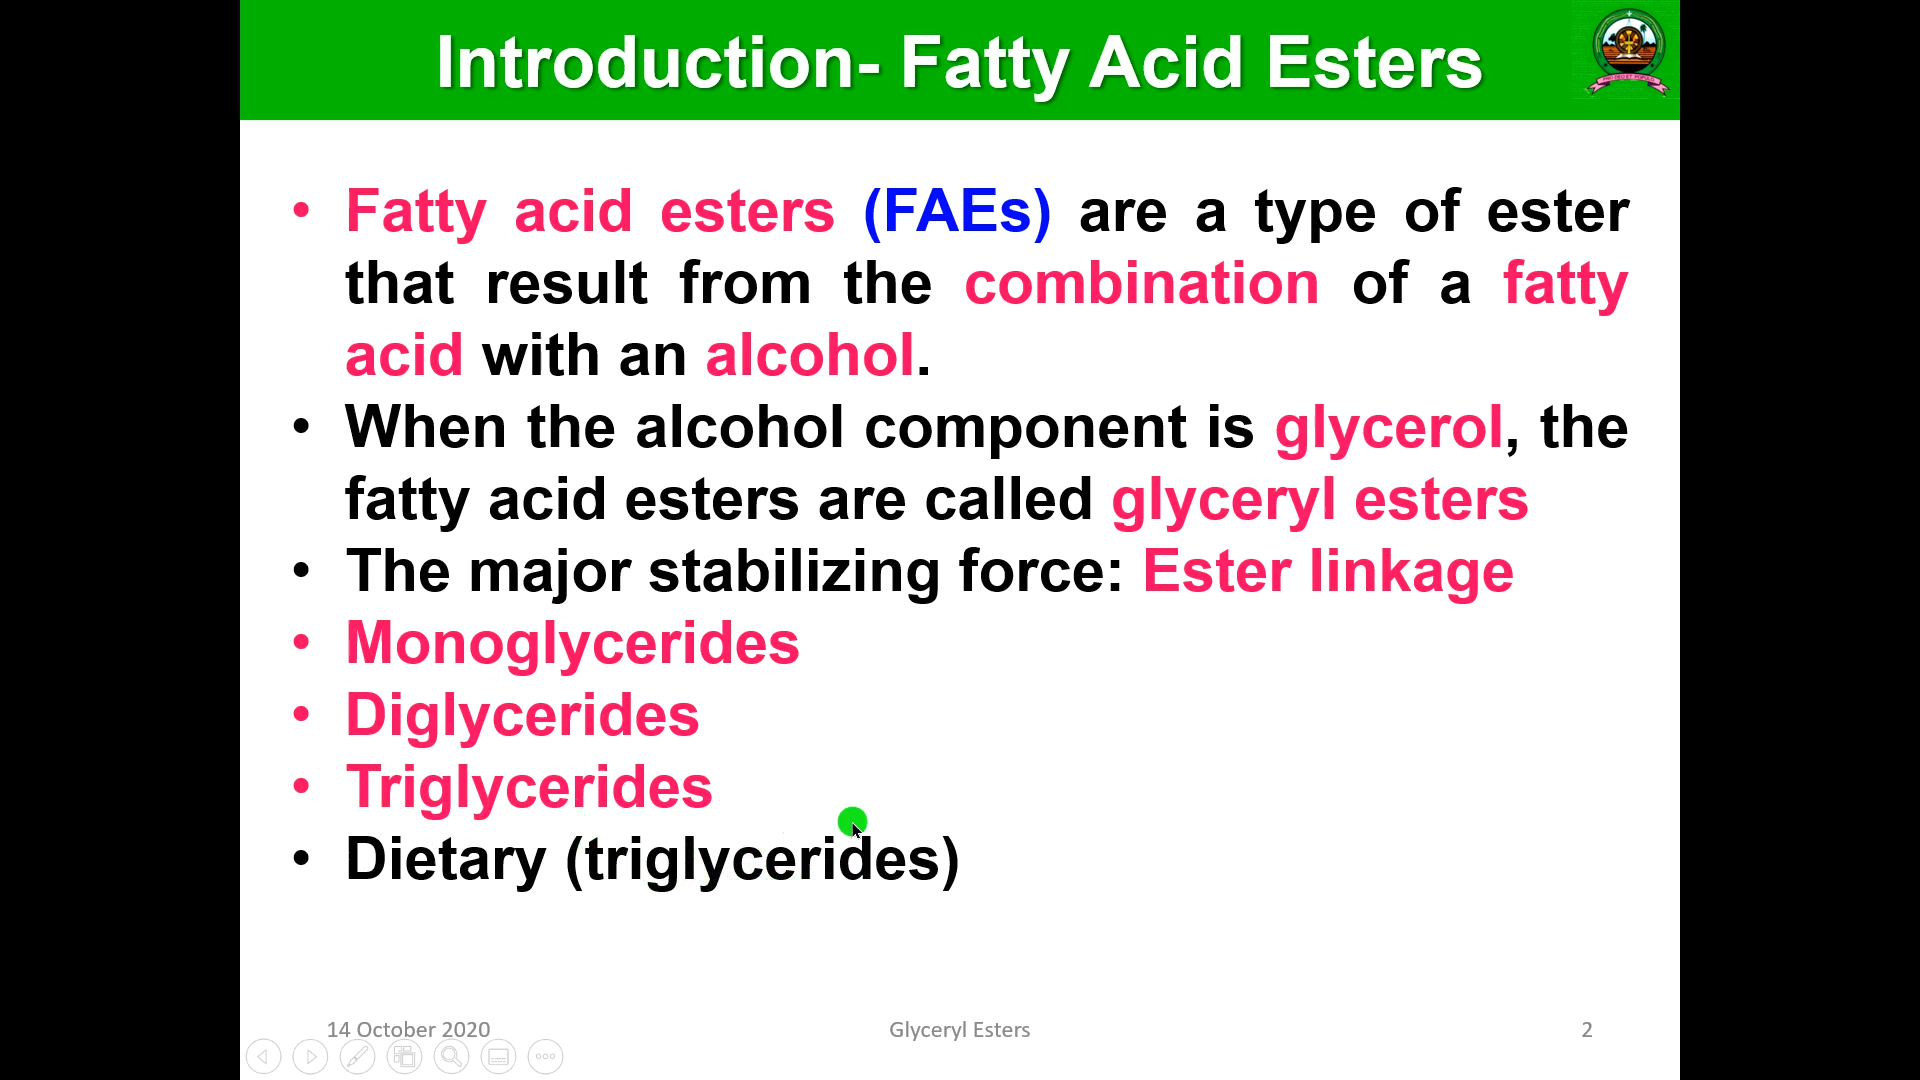 Introduction- Fatty Acid Esters
• Fatty acid esters (FAEs) are a type of ester
that result from the combination of a fatty
acid with an alcohol.
• When the alcohol component is glycerol, the
fatty acid esters are called glyceryl esters
• The major stabilizing force: Ester linkage
• Monoglycerides
• Diglycerides
• Triglycerides
• Dietary (triglycerides)
14 October 2020
Glyceryl Esters
2